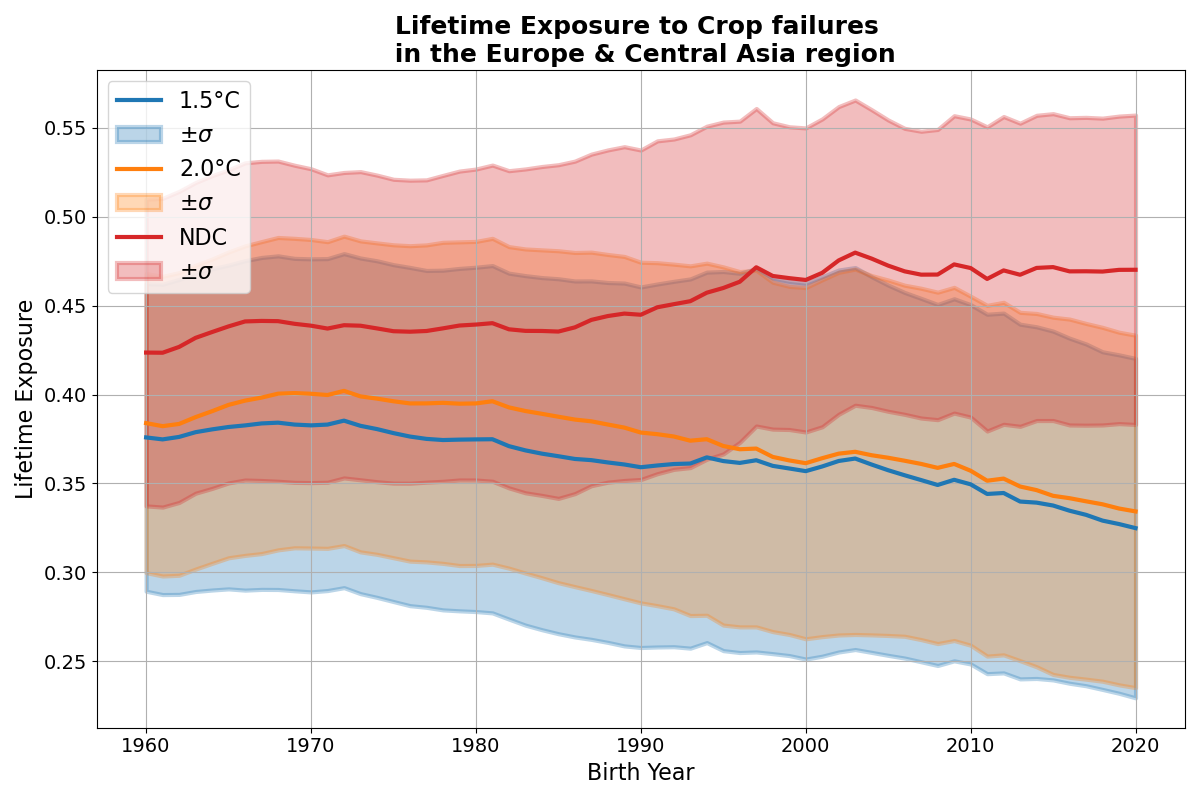 Lifetime Exposure to Crop failures
in the Europe & Central Asia region
1.5°C
±σ
2.0°C
±σ
NDC
±σ
Lifetime Exposure
0.55
0.50
0.45
0.40
0.35
0.30
0.25
1960 1970 1980 1990 2000 2010 2020
Birth Year